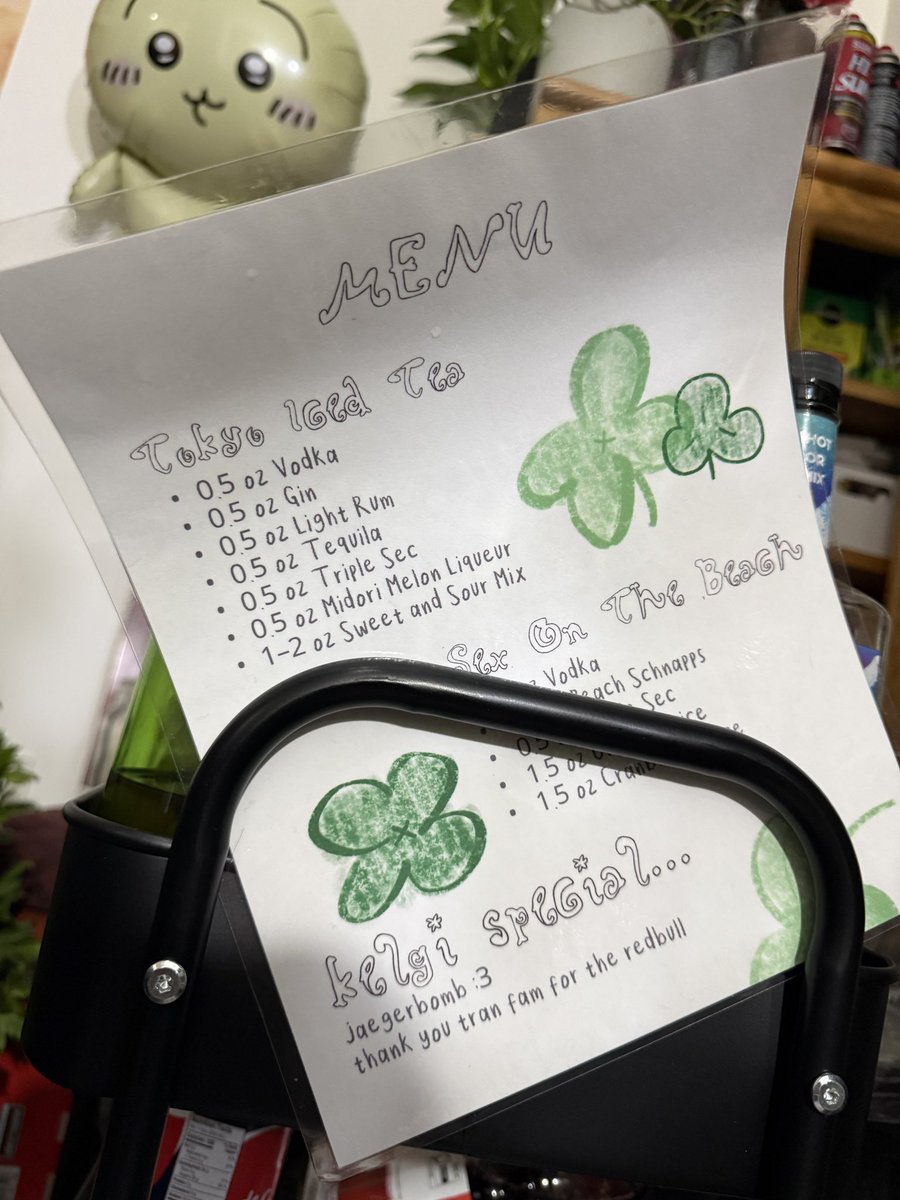 MENU
Tokyo Iced Tea
• 0.5 oz Vodka
• 0.5 oz Gin
• 0.5 oz Light Rum
• 0.5 oz Tequila
• 0.5 oz Triple Sec
• 0.5 oz Midori Melon Liqueur
• 1-2 oz Sweet and Sour Mix
Sex On The Beach
Vodka
Schnapps
Sec
• 1.5 oz
• 1.5 oz
kelgi special...
jaegerbomb :3
thank you tran fam for the redbull